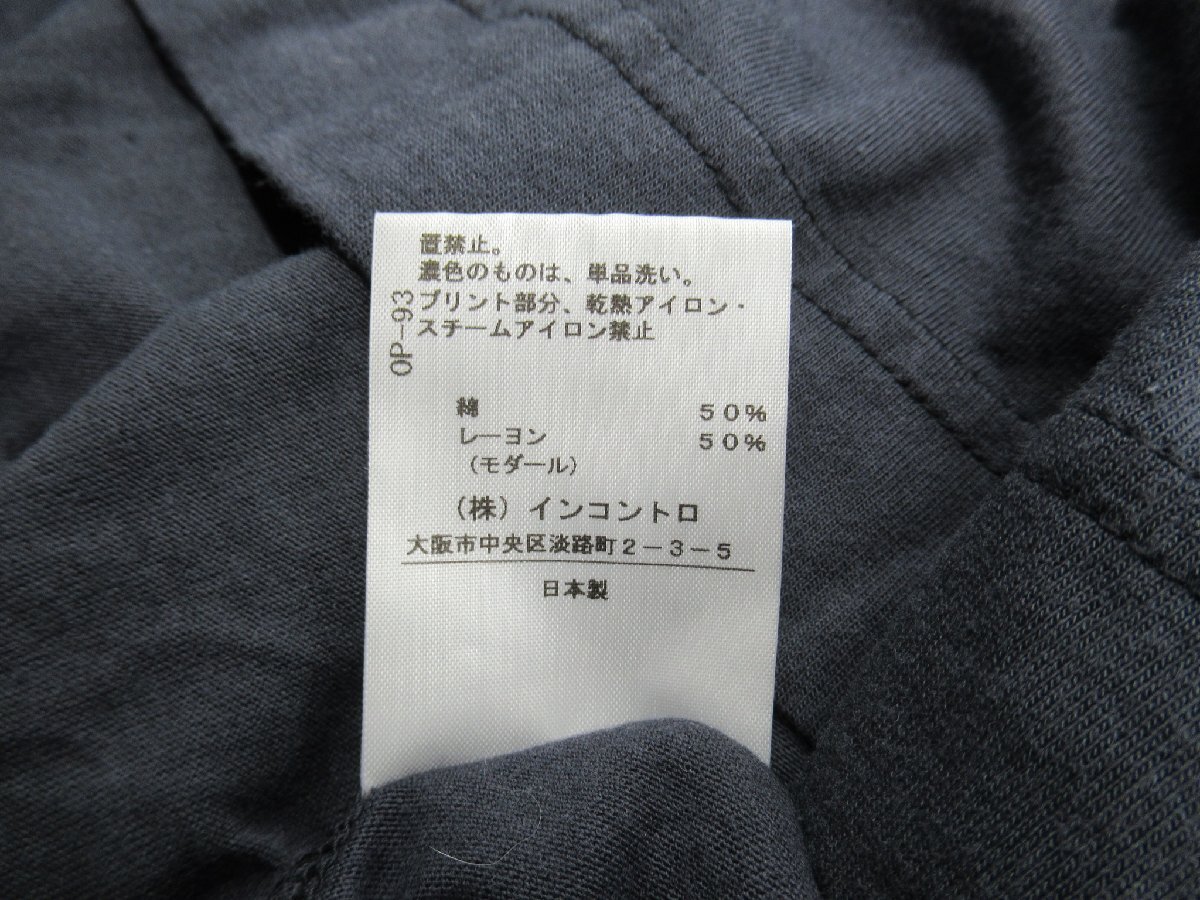 置禁止。
濃色のものは、単品洗い。
プリント部分、乾熱アイロン・
スチームアイロン禁止
OP-93
綿 50%
レーヨン 50%
(モダール)
(株)インコントロ
大阪市中央区淡路町2-3-5
日本製